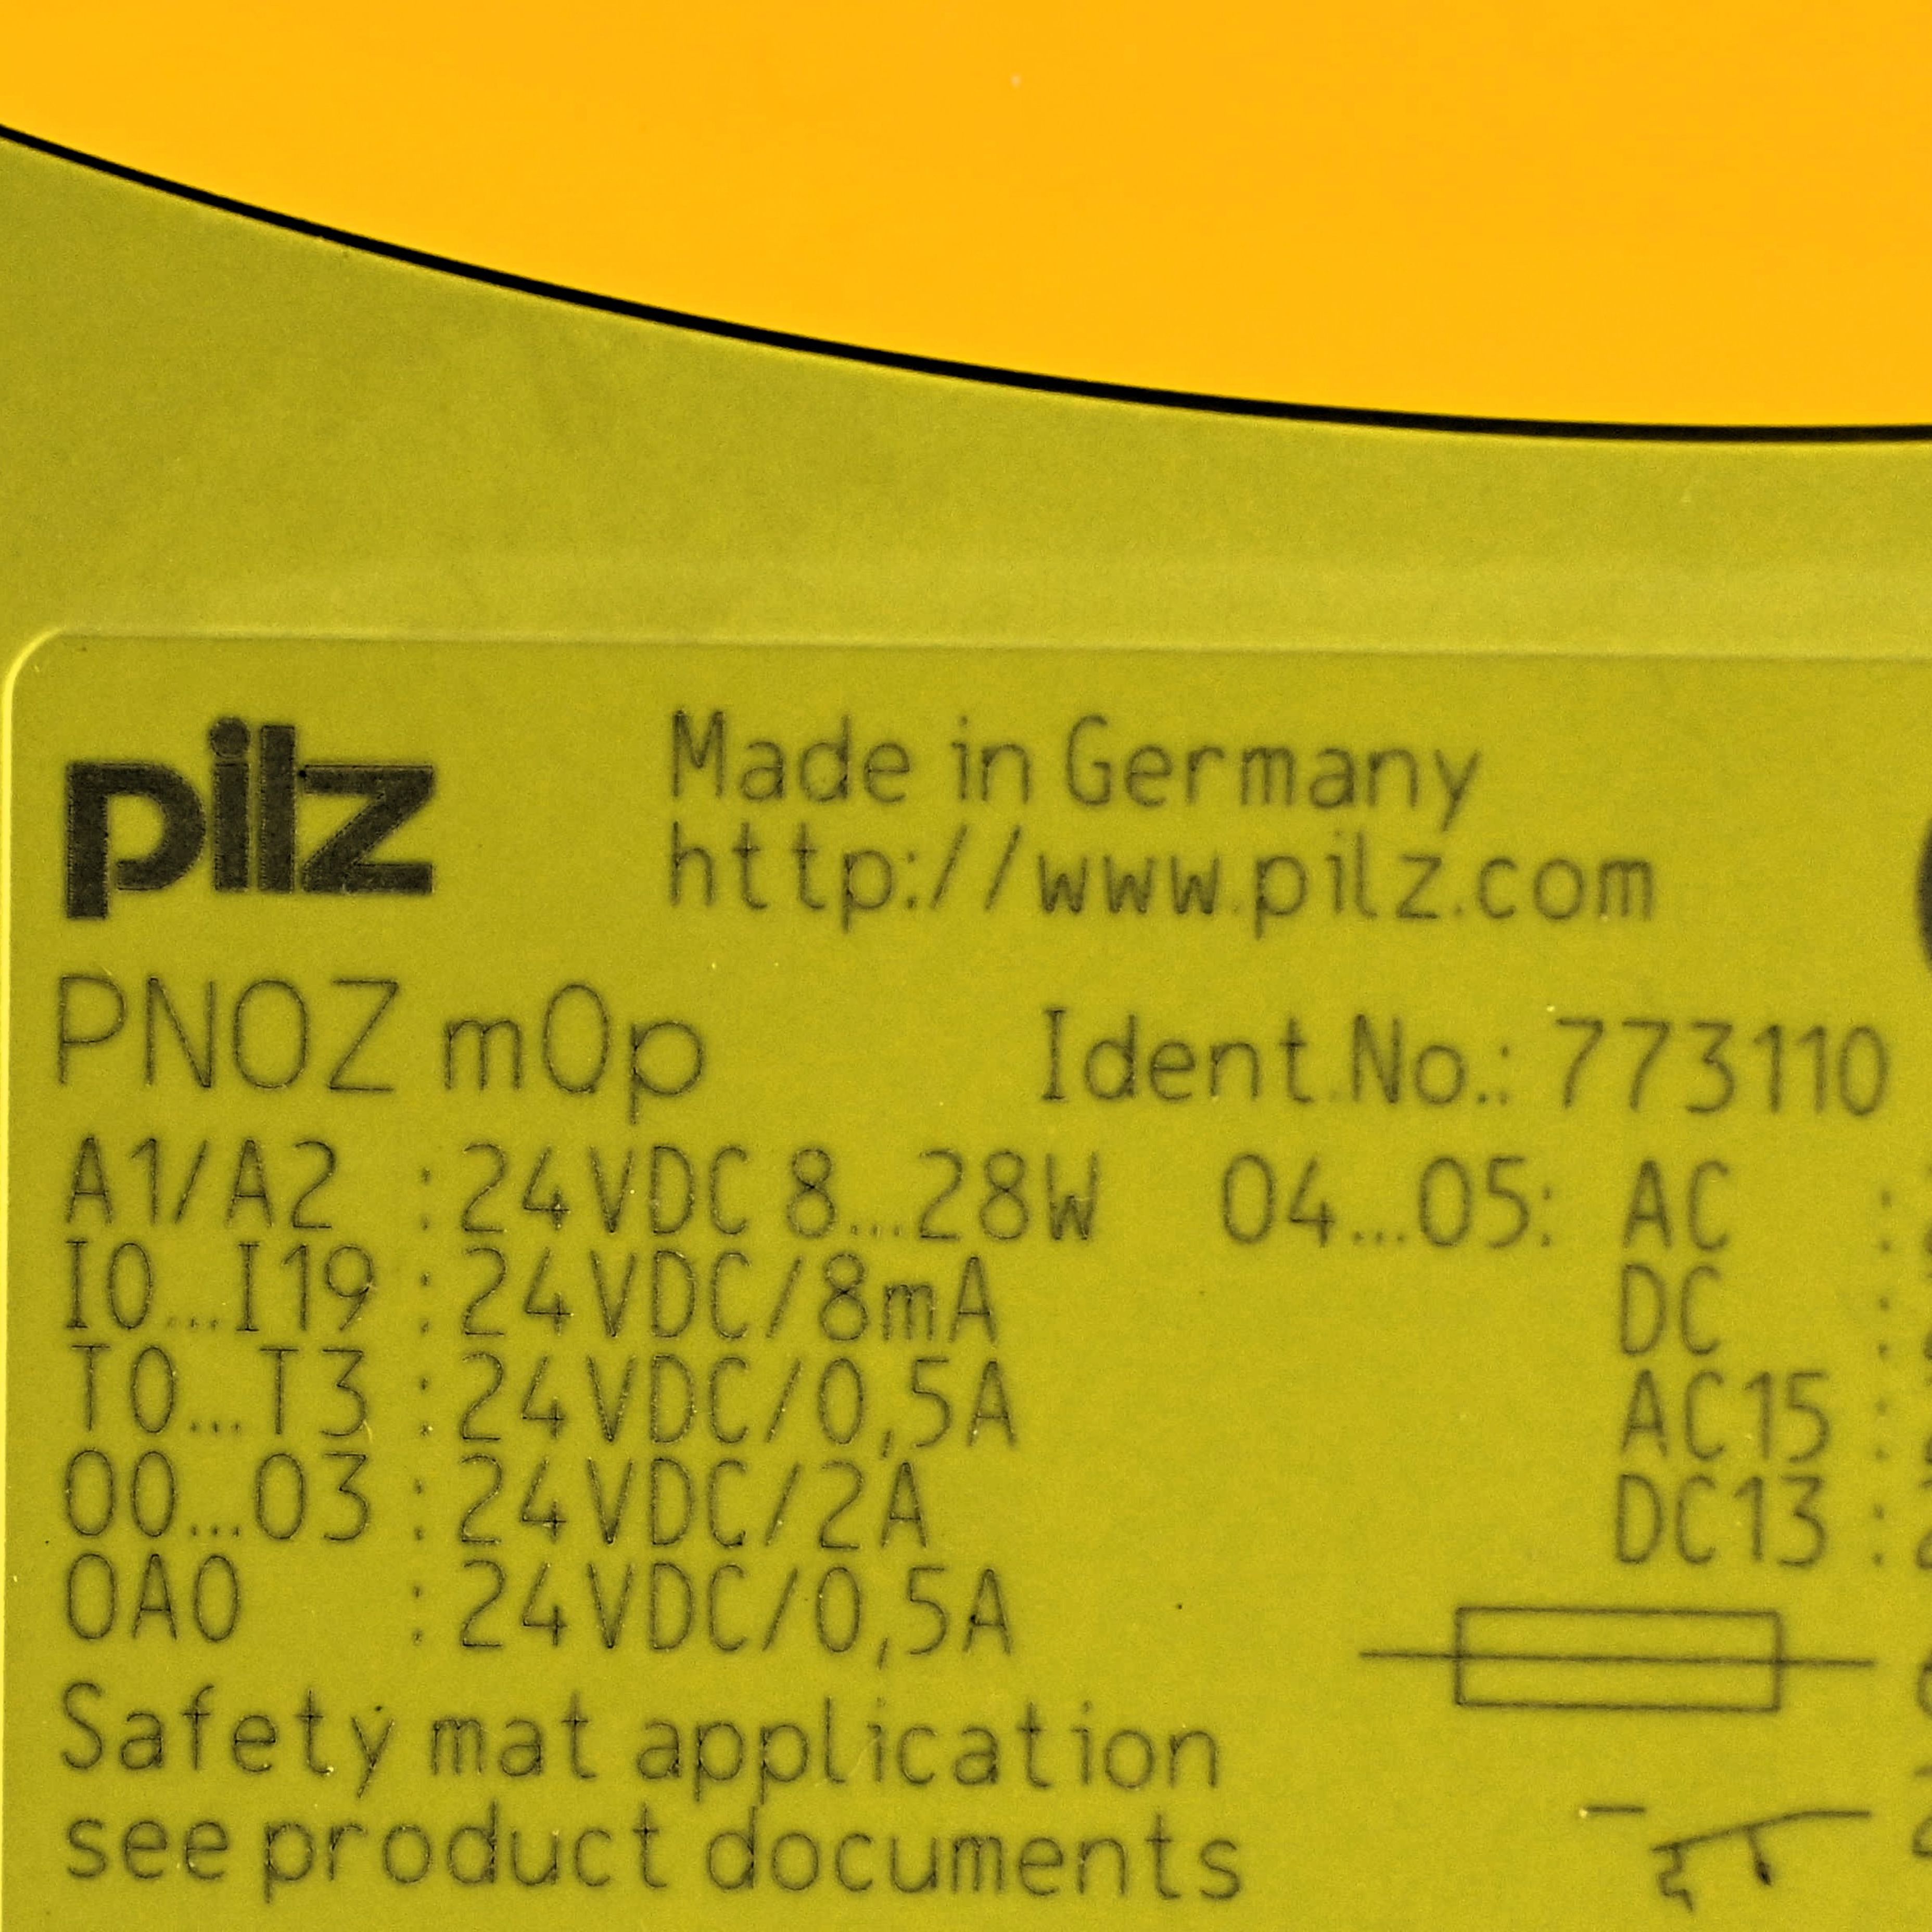 pilz
Made in Germany
http://www.pilz.com
PNOZ m0p Ident.No.: 773110
A1/A2 : 24VDC 8...28W 04...05: AC :
I0...I19 : 24VDC/8mA DC :
T0...T3 : 24VDC/0,5A AC15 :
O0...O3 : 24VDC/2A DC13 :
OA0 : 24VDC/0,5A
Safety mat application
see product documents